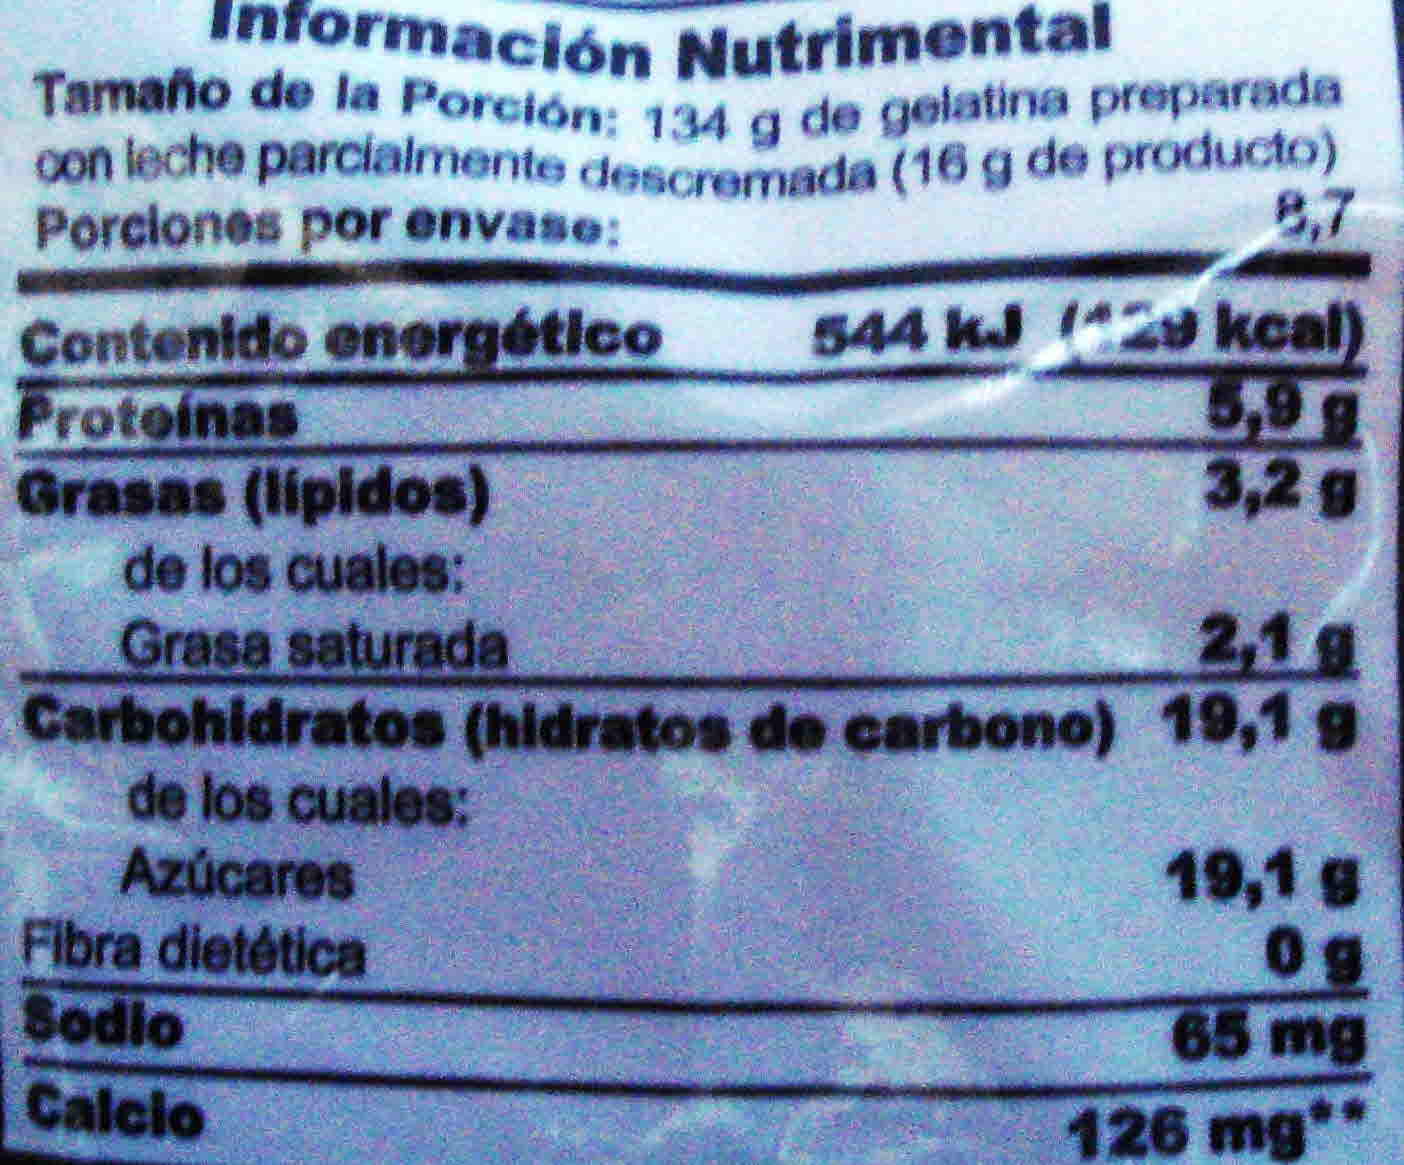 Información Nutrimental
Tamaño de la Porción: 134 g de gelatina preparada
con leche parcialmente descremada (16 g de producto)
Porciones por envase: 8,7
Contenido energético 544 kJ (129 kcal)
Proteínas 5,9 g
Grasas (lípidos) 3,2 g
de los cuales:
Grasa saturada 2,1 g
Carbohidratos (hidratos de carbono) 19,1 g
de los cuales:
Azúcares 19,1 g
Fibra dietética 0 g
Sodio 65 mg
Calcio 126 mg**